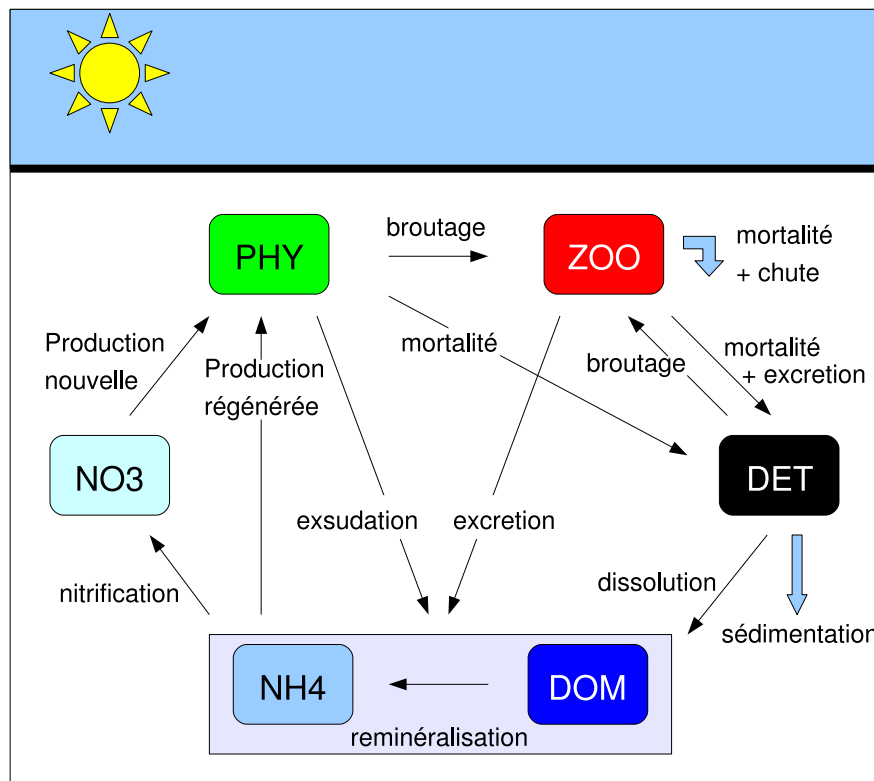 PHY
broutage
ZOO
mortalité
+ chute
Production
nouvelle
Production
régénérée
mortalité
broutage
mortalité
+ excretion
NO3
DET
exsudation
excretion
nitrification
dissolution
sédimentation
NH4
DOM
reminéralisation